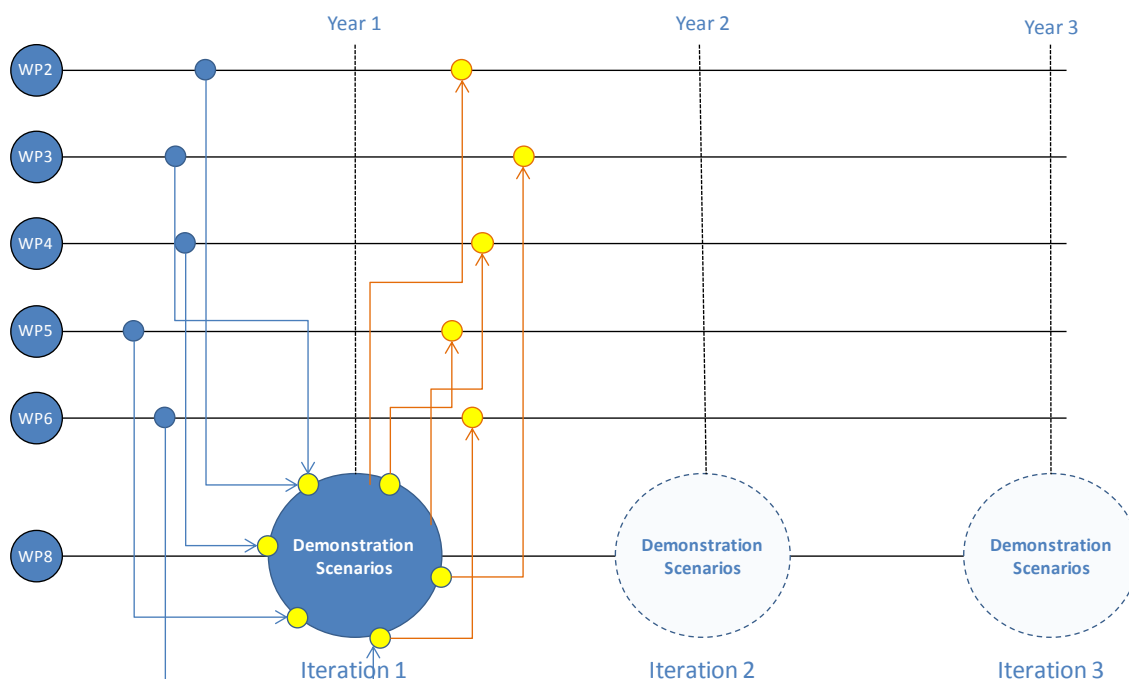 Year 1
Year 2
Year 3
WP2
WP3
WP4
WP5
WP6
WP8
Demonstration
Scenarios
Demonstration
Scenarios
Demonstration
Scenarios
Iteration 1
Iteration 2
Iteration 3